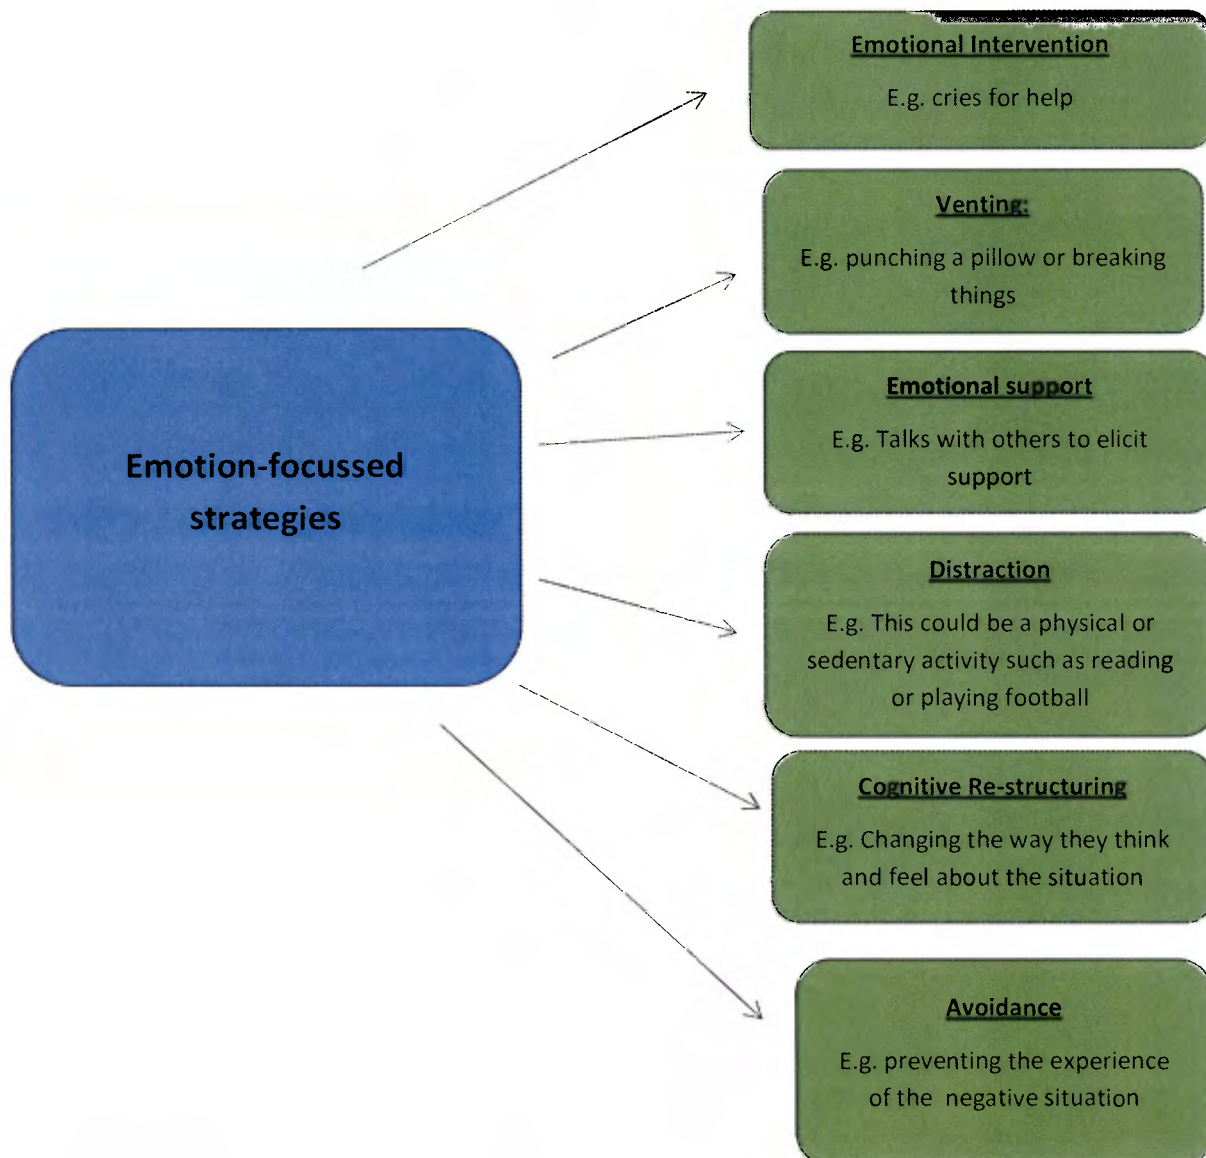 Emotional Intervention
E.g. cries for help
Venting:
E.g. punching a pillow or breaking
things
Emotional support
E.g. Talks with others to elicit
support
Emotion-focussed
strategies
Distraction
E.g. This could be a physical or
sedentary activity such as reading
or playing football
Cognitive Re-structuring
E.g. Changing the way they think
and feel about the situation
Avoidance
E.g. preventing the experience
of the  negative situation